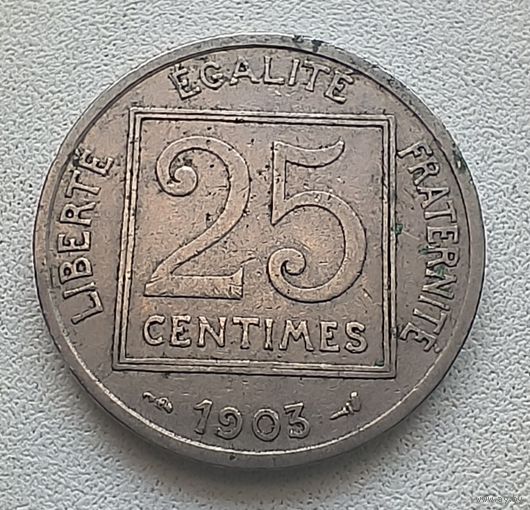 LIBERTÉ
ÉGALITÉ
FRATERNITÉ
25
CENTIMES
1903